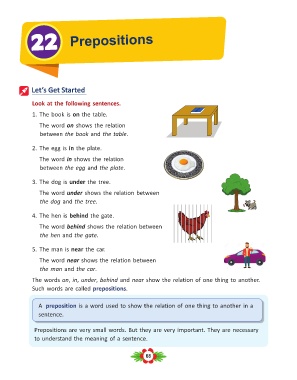 22 Prepositions
Let's Get Started
Look at the following sentences.
1. The book is on the table.
The word on shows the relation
between the book and the table.
2. The egg is in the plate.
The word in shows the relation
between the egg and the plate.
3. The dog is under the tree.
The word under shows the relation between
the dog and the tree.
4. The hen is behind the gate.
The word behind shows the relation between
the hen and the gate.
5. The man is near the car.
The word near shows the relation between
the man and the car.
The words on, in, under, behind and near show the relation of one thing to another.
Such words are called prepositions.
A preposition is a word used to show the relation of one thing to another in a
sentence.
Prepositions are very small words. But they are very important. They are necessary
to understand the meaning of a sentence.